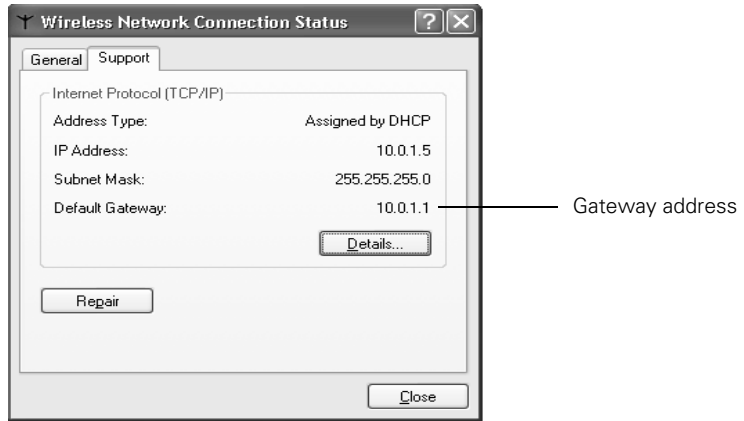 Wireless Network Connection Status
General Support
Internet Protocol (TCP/IP)
Address Type: Assigned by DHCP
IP Address: 10.0.1.5
Subnet Mask: 255.255.255.0
Default Gateway: 10.0.1.1 Gateway address
Details...
Repair
Close